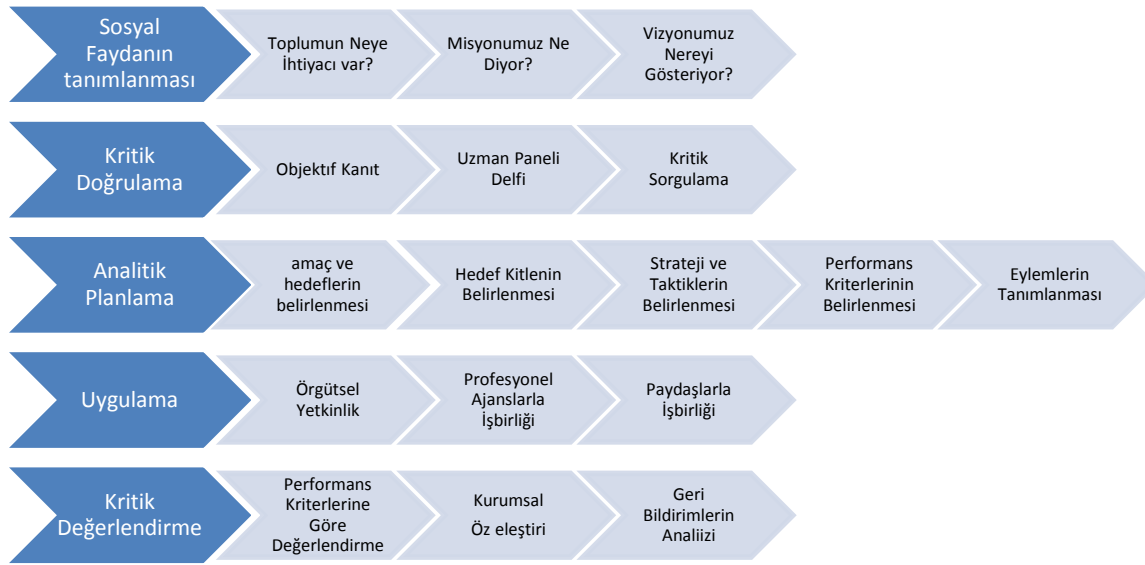 Sosyal
Faydanın
tanımlanması
Toplumun Neye
İhtiyacı var?
Misyonumuz Ne
Diyor?
Vizyonumuz
Nereyi
Gösteriyor?
Kritik
Doğrulama
Objektıf Kanıt
Uzman Paneli
Delfi
Kritik
Sorgulama
Analitik
Planlama
amaç ve
hedeflerin
belirlenmesi
Hedef Kitlenin
Belirlenmesi
Strateji ve
Taktiklerin
Belirlenmesi
Performans
Kriterlerinin
Belirlenmesi
Eylemlerin
Tanımlanması
Uygulama
Örgütsel
Yetkinlik
Profesyonel
Ajanslarla
İşbirliği
Paydaşlarla
İşbirliği
Kritik
Değerlendirme
Performans
Kriterlerine
Göre
Değerlendirme
Kurumsal
Öz eleştiri
Geri
Bildirimlerin
Analiizi